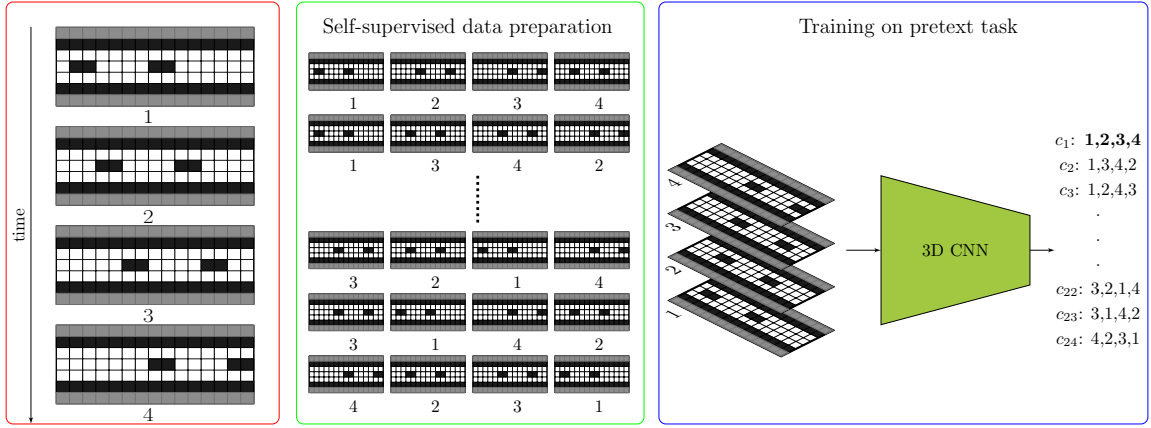 time
1
2
3
4
Self-supervised data preparation
1 2 3 4
1 3 4 2
3 2 1 4
3 1 4 2
4 2 3 1
Training on pretext task
4
3
2
1
3D CNN
c₁: 1,2,3,4
c₂: 1,3,4,2
c₃: 1,2,4,3
.
.
.
c₂₂: 3,2,1,4
c₂₃: 3,1,4,2
c₂₄: 4,2,3,1